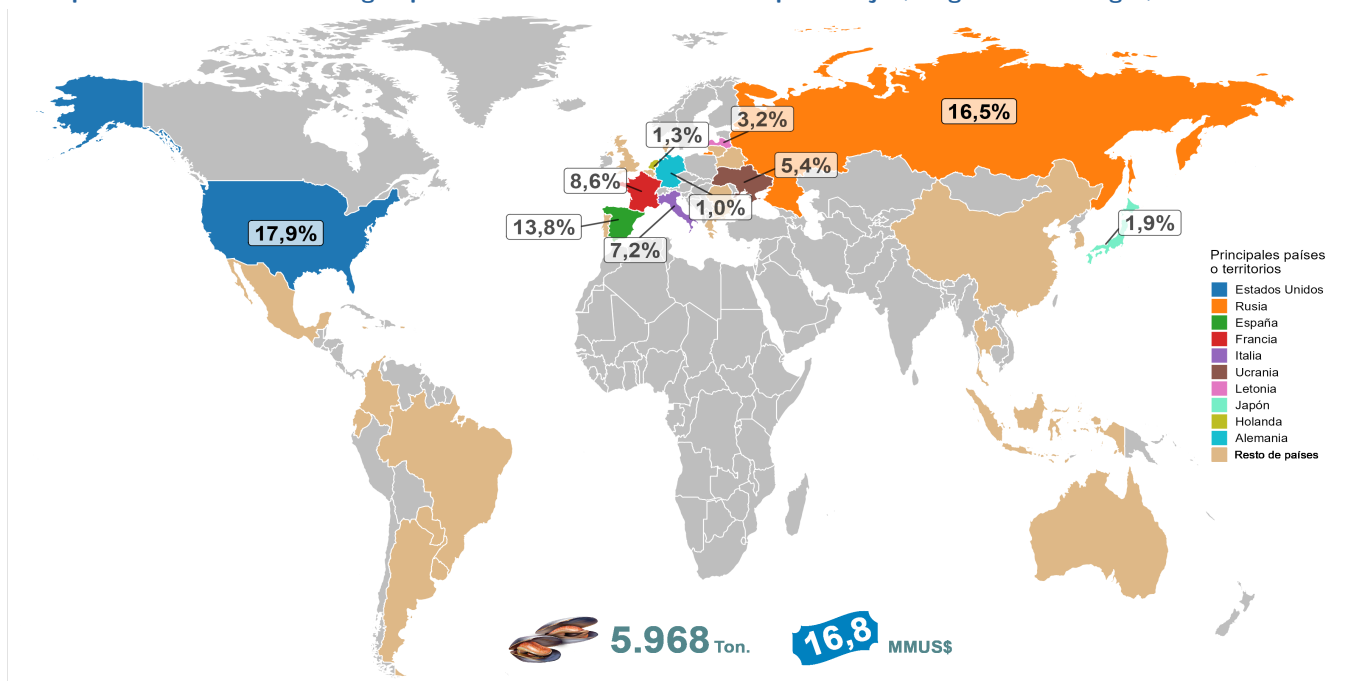 16,5%
3,2%
1,3%
5,4%
8,6%
1,0%
13,8%
1,9%
17,9%
7,2%
Principales países
o territorios
Estados Unidos
Rusia
España
Francia
Italia
Ucrania
Letonia
Japón
Holanda
Alemania
Resto de países
5.968 Ton.
16,8 MMUS$